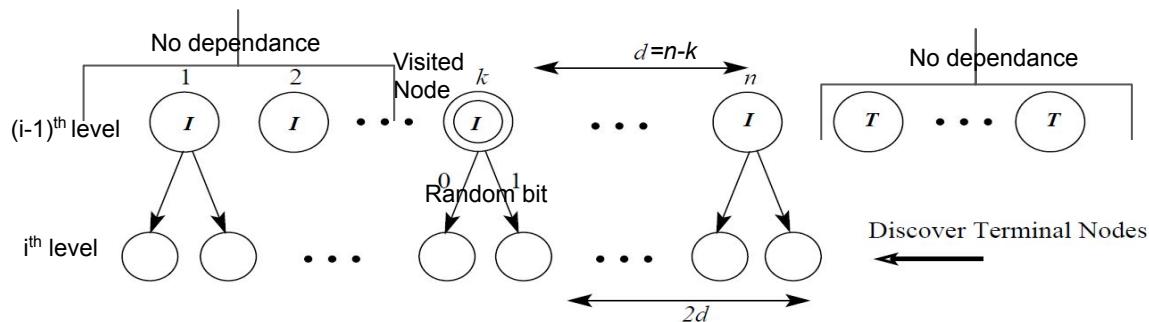 No dependance
Visited
Node
d=n-k
No dependance
1 2 k n
(i-1)th level I I I I T T
0 1
Random bit
ith level
Discover Terminal Nodes
2d